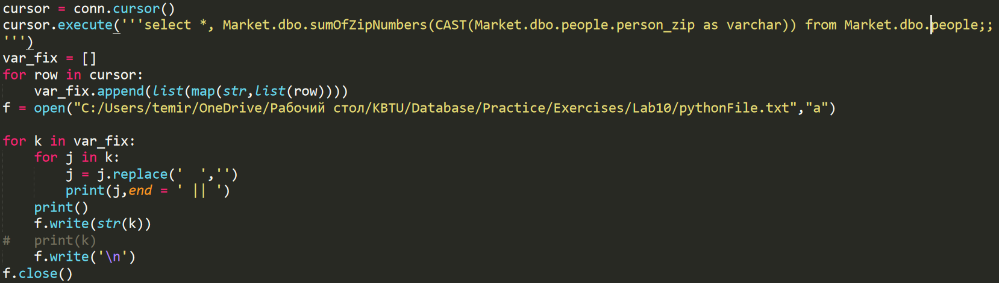 cursor = conn.cursor()
cursor.execute('''select *, Market.dbo.sumOfZipNumbers(CAST(Market.dbo.people.person_zip as varchar)) from Market.dbo.people;;
''')
var_fix = []
for row in cursor:
    var_fix.append(list(map(str,list(row))))
f = open("C:/Users/temir/OneDrive/Рабочий стол/KBTU/Database/Practice/Exercises/Lab10/pythonFile.txt","a")

for k in var_fix:
    for j in k:
        j = j.replace('  ','')
        print(j,end = ' || ')
    print()
    f.write(str(k))
#   print(k)
    f.write('\n')
f.close()